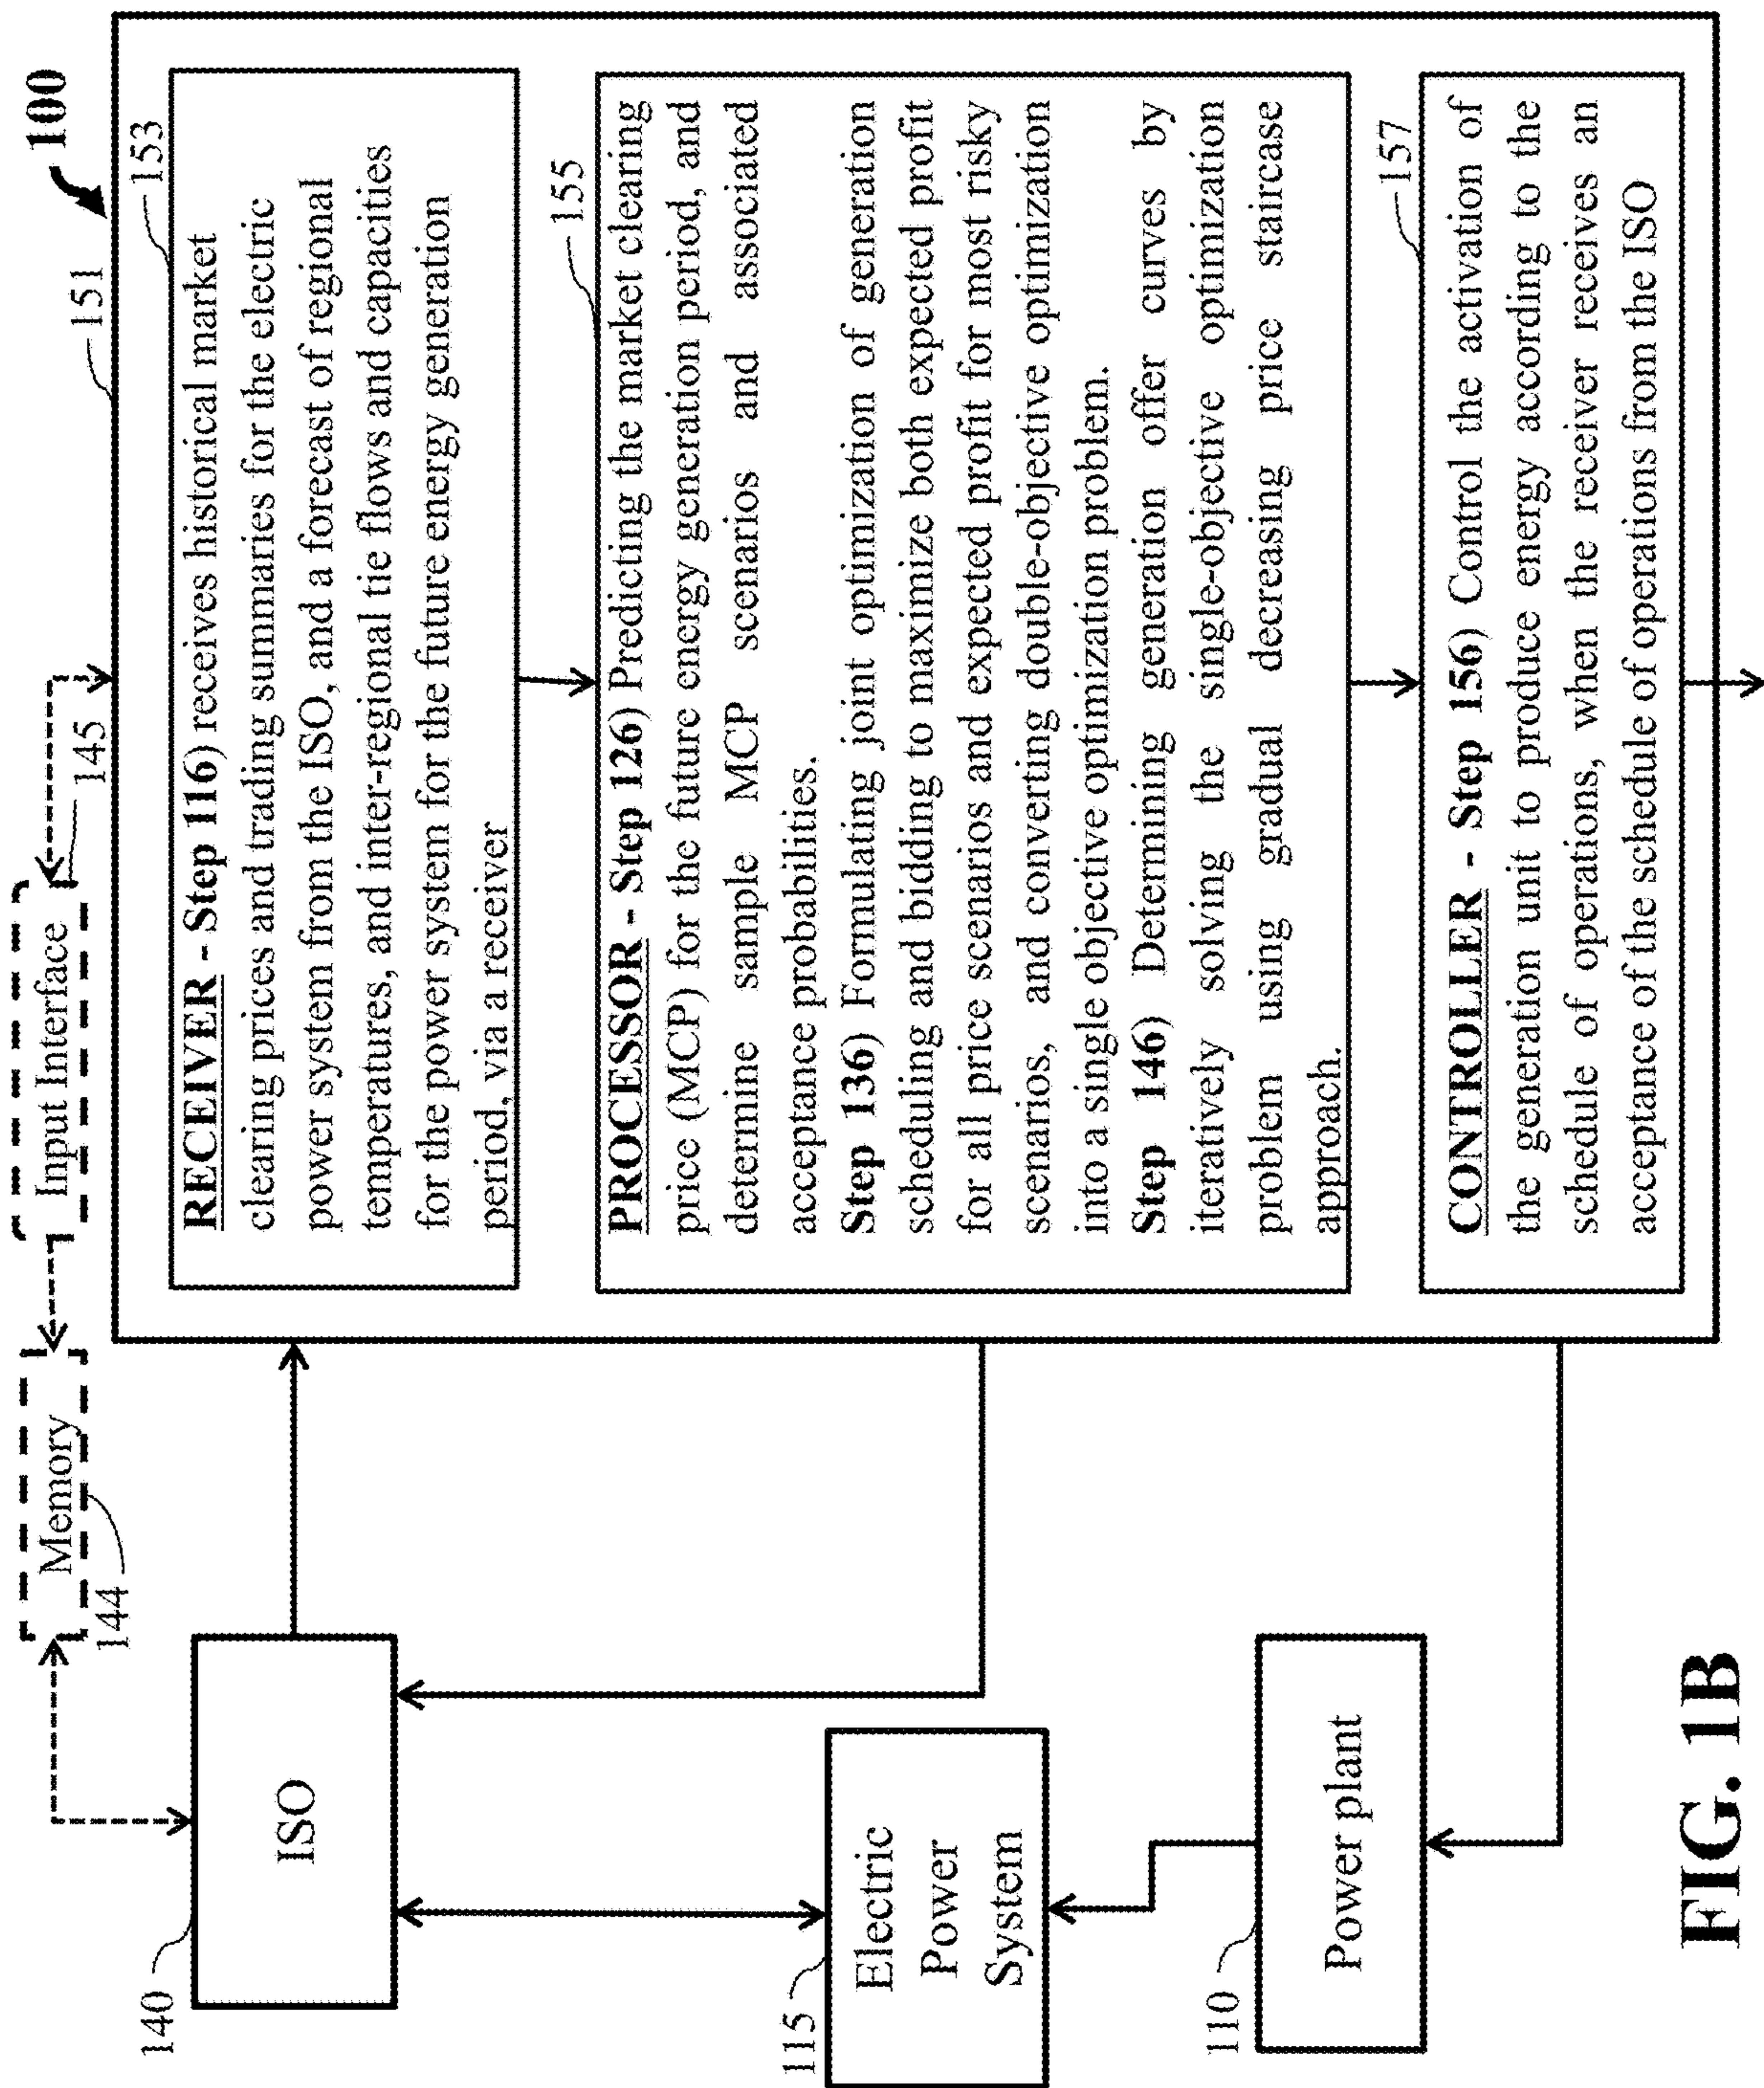 100
151
Memory
144
Input Interface
145
140
ISO
115
Electric
Power
System
110
Power plant
153
RECEIVER - Step 116) receives historical market
clearing prices and trading summaries for the electric
power system from the ISO, and a forecast of regional
temperatures, and inter-regional tie flows and capacities
for the power system for the future energy generation
period, via a receiver
155
PROCESSOR - Step 126) Predicting the market clearing
price (MCP) for the future energy generation period, and
determine sample MCP scenarios and associated
acceptance probabilities.
Step 136) Formulating joint optimization of generation
scheduling and bidding to maximize both expected profit
for all price scenarios and expected profit for most risky
scenarios, and converting double-objective optimization
into a single objective optimization problem.
Step 146) Determining generation offer curves by
iteratively solving the single-objective optimization
problem using gradual decreasing price staircase
approach.
157
CONTROLLER - Step 156) Control the activation of
the generation unit to produce energy according to the
schedule of operations, when the receiver receives an
acceptance of the schedule of operations from the ISO
FIG. 1B